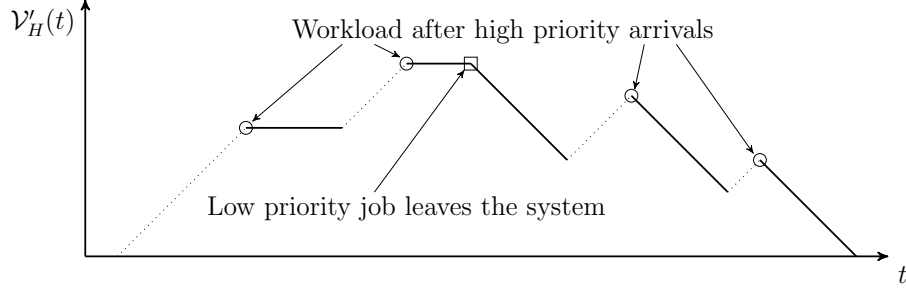 𝒱′_H(t)
Workload after high priority arrivals
Low priority job leaves the system
t